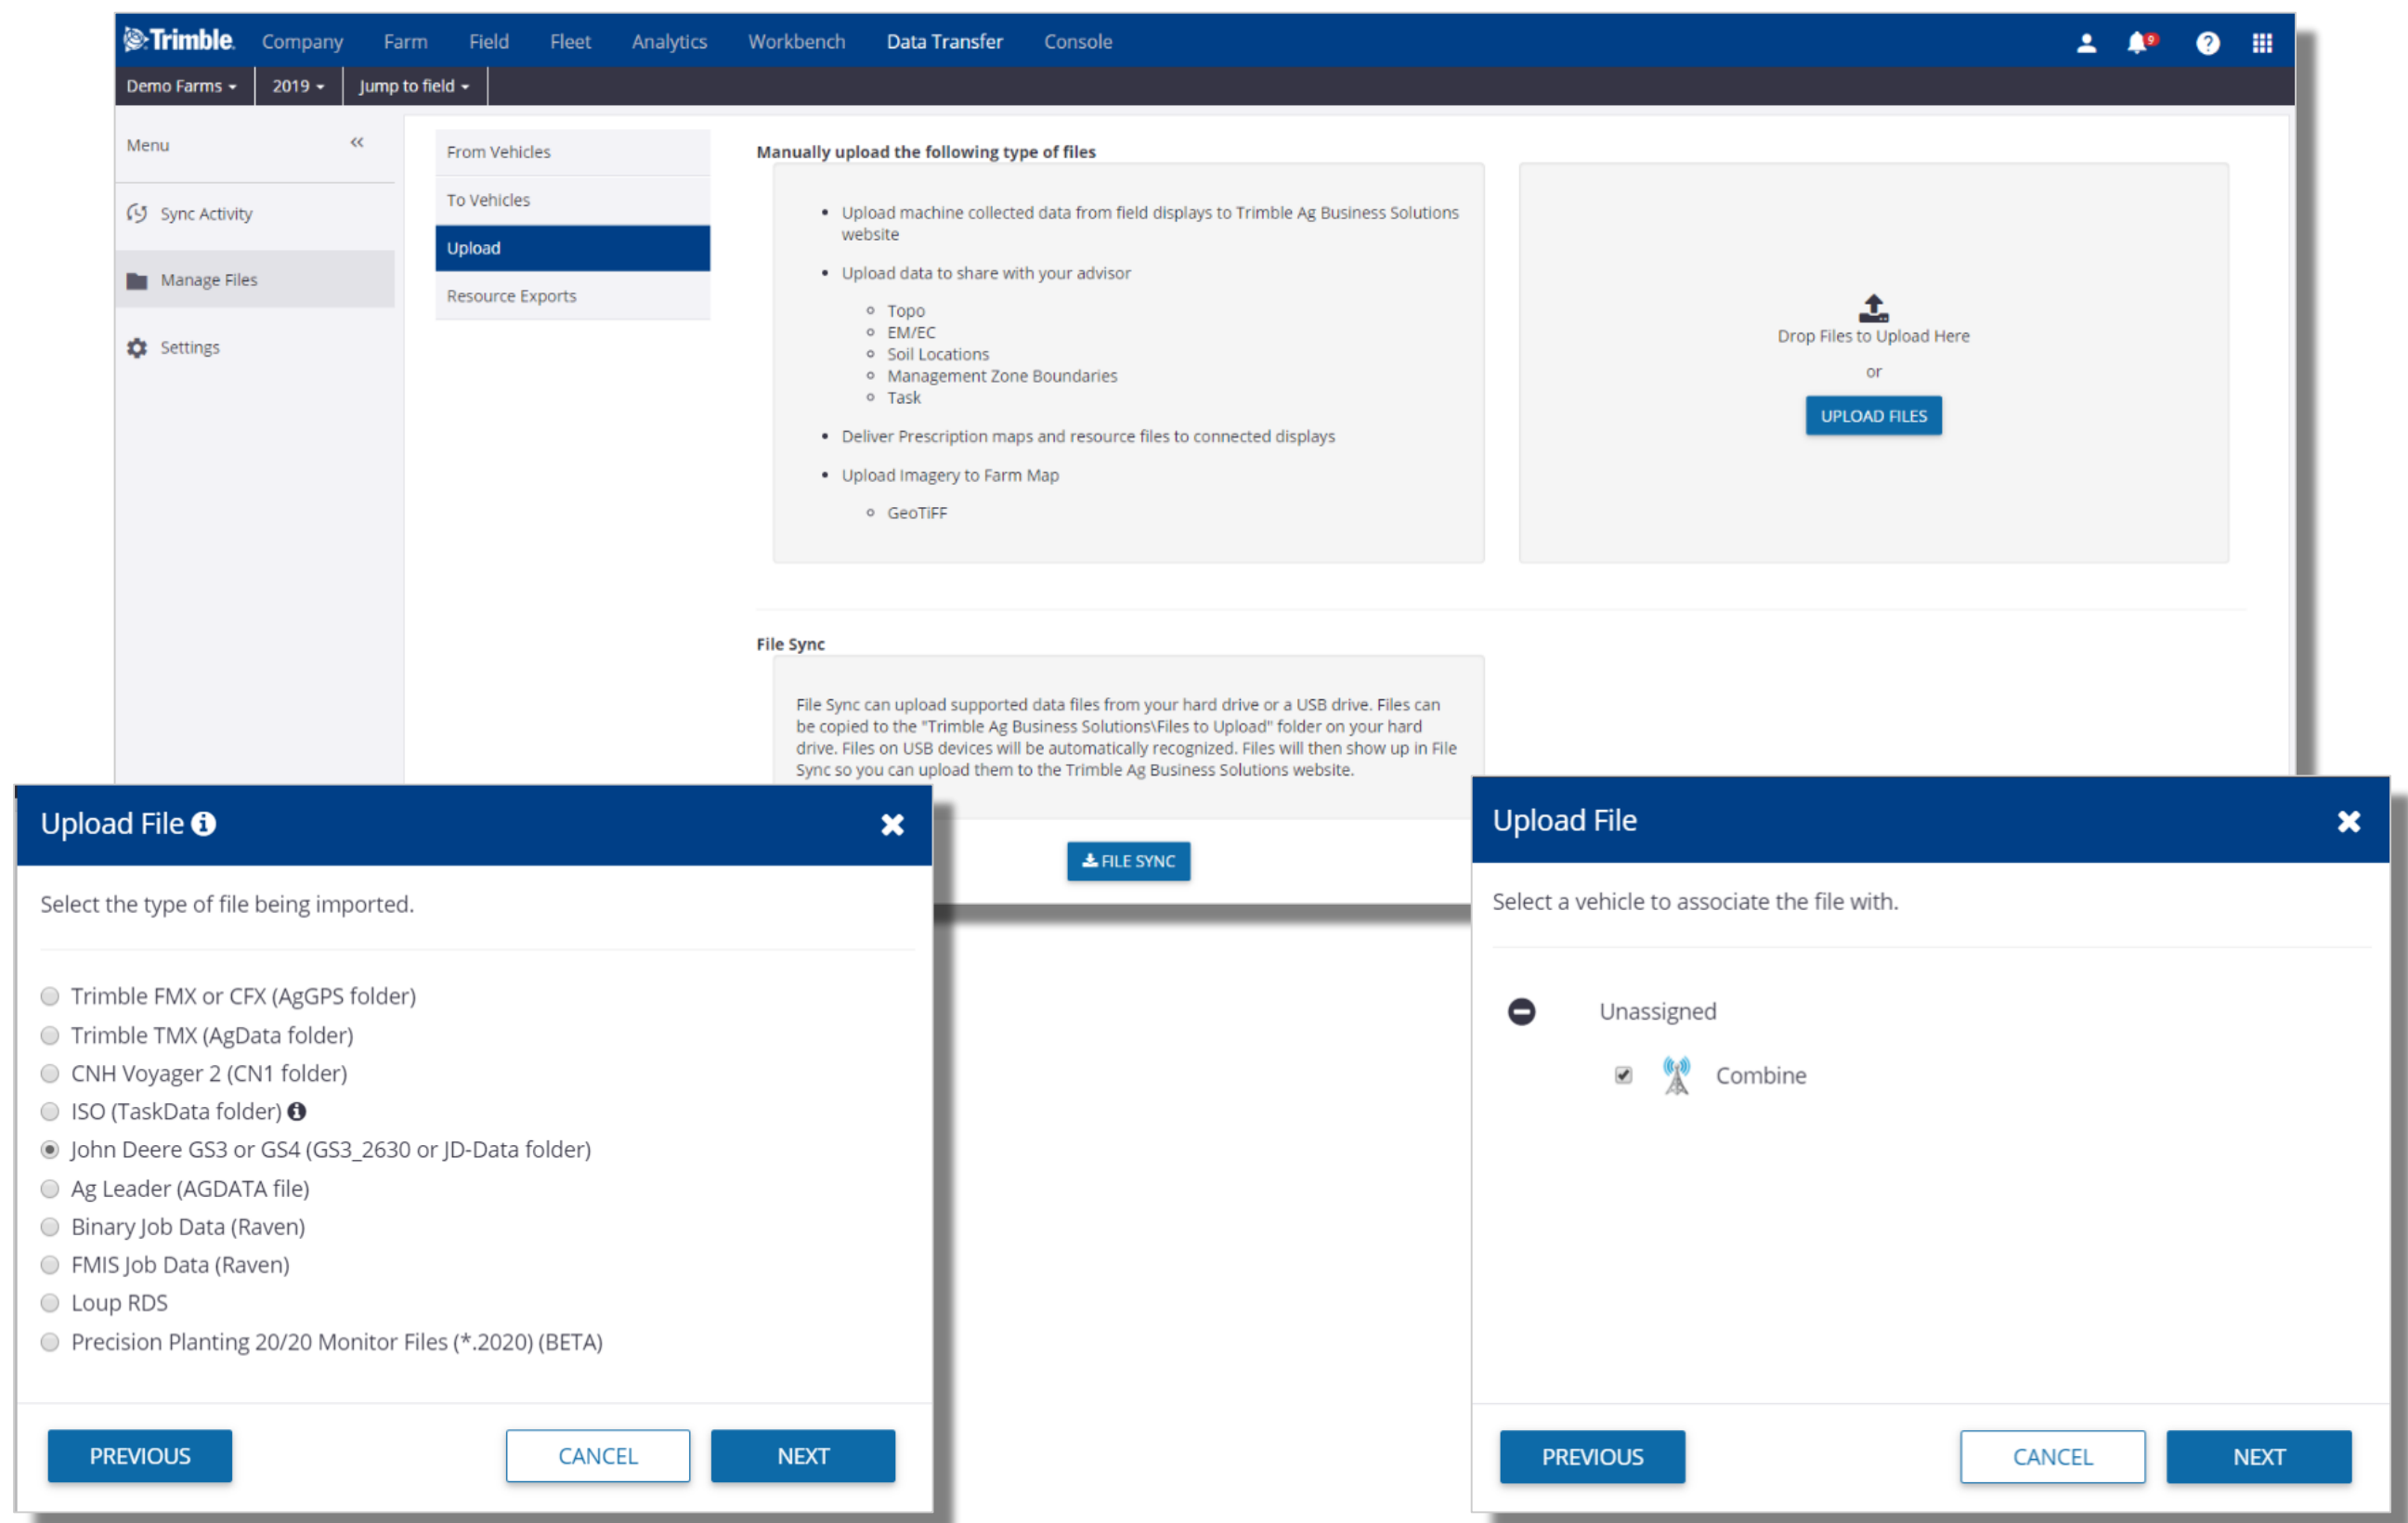 Trimble. Company Farm Field Fleet Analytics Workbench Data Transfer Console 9 ?
Demo Farms 2019 Jump to field
Menu «
Sync Activity
Manage Files
Settings
From Vehicles
To Vehicles
Upload
Resource Exports
Manually upload the following type of files
• Upload machine collected data from field displays to Trimble Ag Business Solutions
website
• Upload data to share with your advisor
Topo
EM/EC
Soil Locations
Management Zone Boundaries
Task
• Deliver Prescription maps and resource files to connected displays
• Upload Imagery to Farm Map
GeoTiFF
Drop Files to Upload Here
or
UPLOAD FILES
File Sync
File Sync can upload supported data files from your hard drive or a USB drive. Files can
be copied to the "Trimble Ag Business Solutions\Files to Upload" folder on your hard
drive. Files on USB devices will be automatically recognized. Files will then show up in File
Sync so you can upload them to the Trimble Ag Business Solutions website.
FILE SYNC
Upload File
Select the type of file being imported.
Trimble FMX or CFX (AgGPS folder)
Trimble TMX (AgData folder)
CNH Voyager 2 (CN1 folder)
ISO (TaskData folder)
John Deere GS3 or GS4 (GS3_2630 or JD-Data folder)
Ag Leader (AGDATA file)
Binary Job Data (Raven)
FMIS Job Data (Raven)
Loup RDS
Precision Planting 20/20 Monitor Files (*.2020) (BETA)
PREVIOUS CANCEL NEXT
Upload File
Select a vehicle to associate the file with.
Unassigned
Combine
PREVIOUS CANCEL NEXT